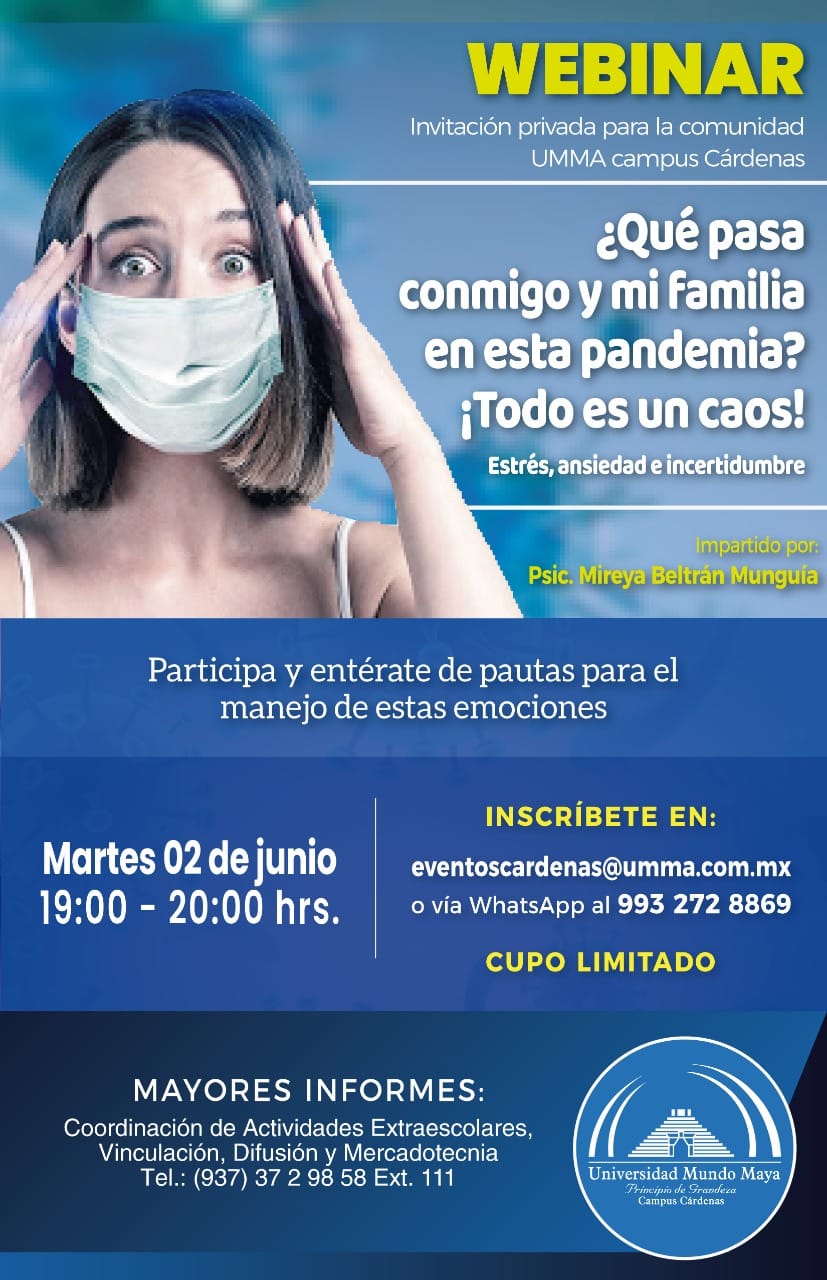 WEBINAR
Invitación privada para la comunidad
UMMA campus Cárdenas
¿Qué pasa
conmigo y mi familia
en esta pandemia?
¡Todo es un caos!
Estrés, ansiedad e incertidumbre
Impartido por:
Psic. Mireya Beltrán Munguía
Participa y entérate de pautas para el
manejo de estas emociones
Martes 02 de junio
19:00 - 20:00 hrs.
INSCRÍBETE EN:
eventoscardenas@umma.com.mx
o vía WhatsApp al 993 272 8869
CUPO LIMITADO
MAYORES INFORMES:
Coordinación de Actividades Extraescolares,
Vinculación, Difusión y Mercadotecnia
Tel.: (937) 37 2 98 58 Ext. 111
Universidad Mundo Maya
Principio de Grandeza
Campus Cárdenas